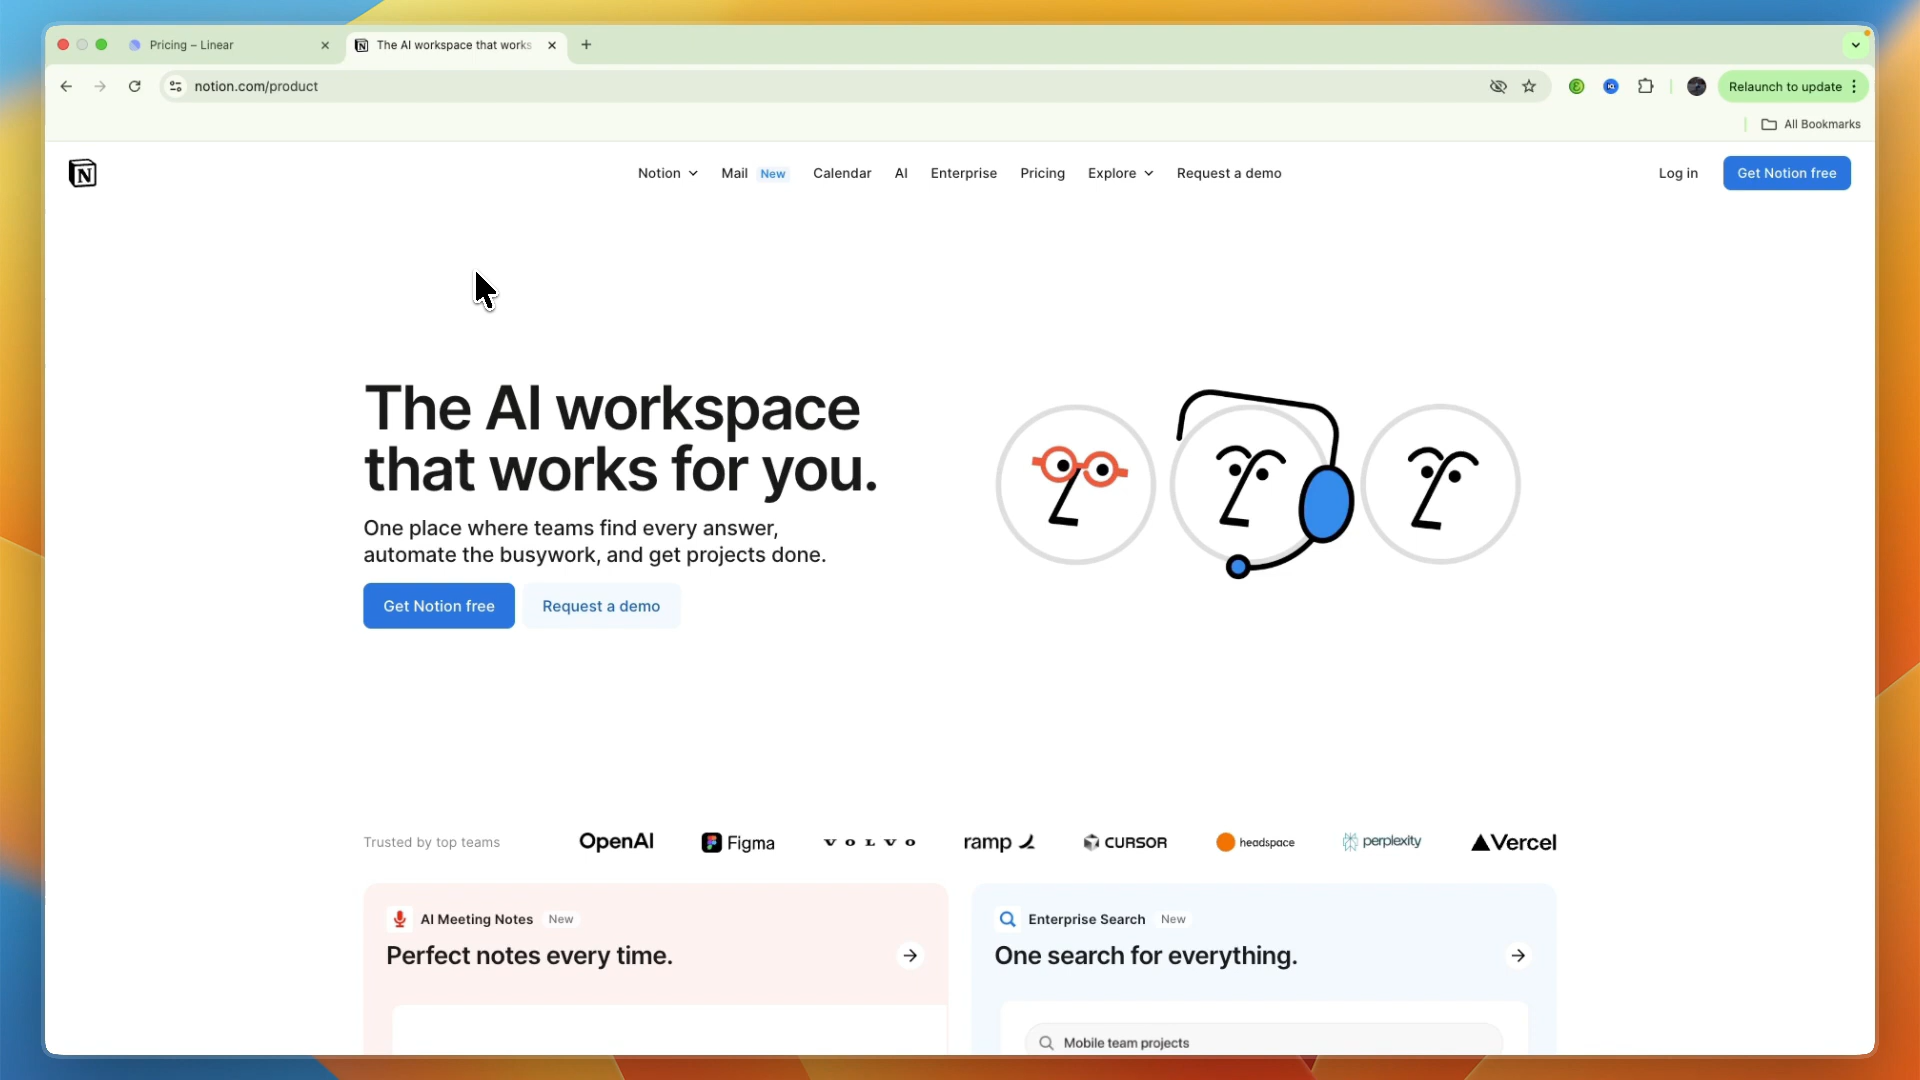 Pricing – Linear
The AI workspace that works
notion.com/product
Relaunch to update
All Bookmarks
N
Notion
Mail New
Calendar
AI
Enterprise
Pricing
Explore
Request a demo
Log in
Get Notion free
The AI workspace
that works for you.
One place where teams find every answer,
automate the busywork, and get projects done.
Get Notion free
Request a demo
Trusted by top teams
OpenAI
Figma
VOLVO
ramp
CURSOR
headspace
perplexity
Vercel
AI Meeting Notes New
Perfect notes every time.
Enterprise Search New
One search for everything.
Mobile team projects